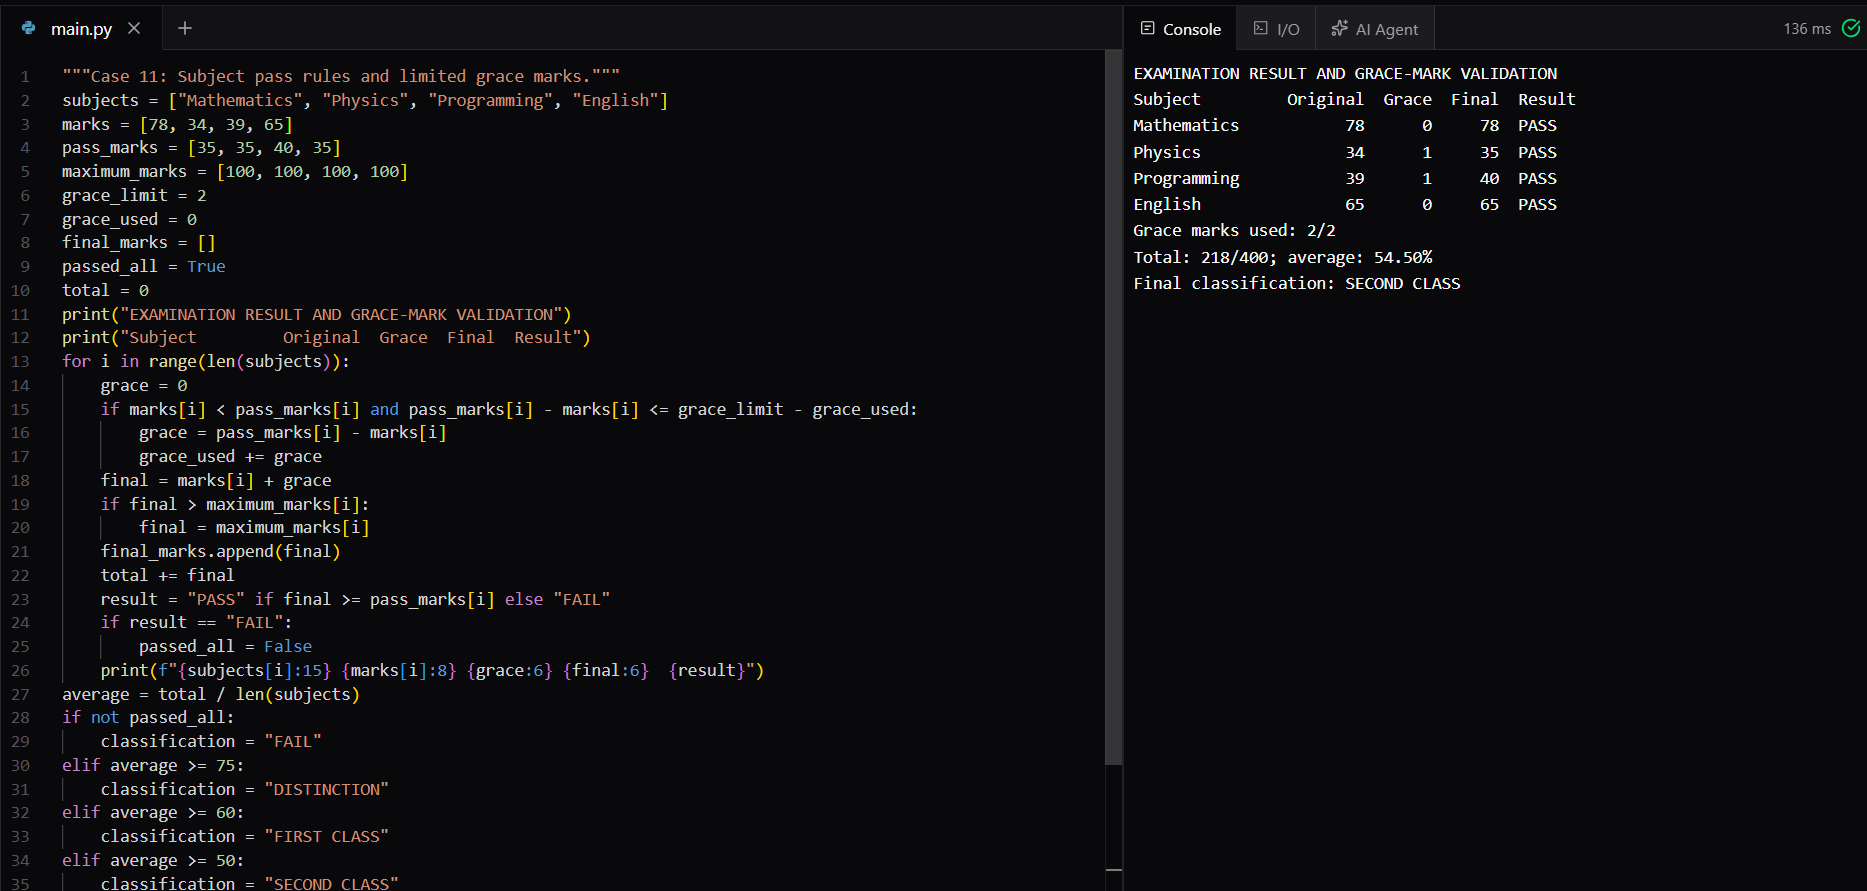 main.py
1 """Case 11: Subject pass rules and limited grace marks."""
2 subjects = ["Mathematics", "Physics", "Programming", "English"]
3 marks = [78, 34, 39, 65]
4 pass_marks = [35, 35, 40, 35]
5 maximum_marks = [100, 100, 100, 100]
6 grace_limit = 2
7 grace_used = 0
8 final_marks = []
9 passed_all = True
10 total = 0
11 print("EXAMINATION RESULT AND GRACE-MARK VALIDATION")
12 print("Subject         Original  Grace  Final  Result")
13 for i in range(len(subjects)):
14     grace = 0
15     if marks[i] < pass_marks[i] and pass_marks[i] - marks[i] <= grace_limit - grace_used:
16         grace = pass_marks[i] - marks[i]
17         grace_used += grace
18     final = marks[i] + grace
19     if final > maximum_marks[i]:
20         final = maximum_marks[i]
21     final_marks.append(final)
22     total += final
23     result = "PASS" if final >= pass_marks[i] else "FAIL"
24     if result == "FAIL":
25         passed_all = False
26     print(f"{subjects[i]:15} {marks[i]:8} {grace:6} {final:6}  {result}")
27 average = total / len(subjects)
28 if not passed_all:
29     classification = "FAIL"
30 elif average >= 75:
31     classification = "DISTINCTION"
32 elif average >= 60:
33     classification = "FIRST CLASS"
34 elif average >= 50:
35     classification = "SECOND CLASS"
Console I/O AI Agent 136 ms
EXAMINATION RESULT AND GRACE-MARK VALIDATION
Subject         Original  Grace  Final  Result
Mathematics           78      0     78  PASS
Physics               34      1     35  PASS
Programming           39      1     40  PASS
English               65      0     65  PASS
Grace marks used: 2/2
Total: 218/400; average: 54.50%
Final classification: SECOND CLASS